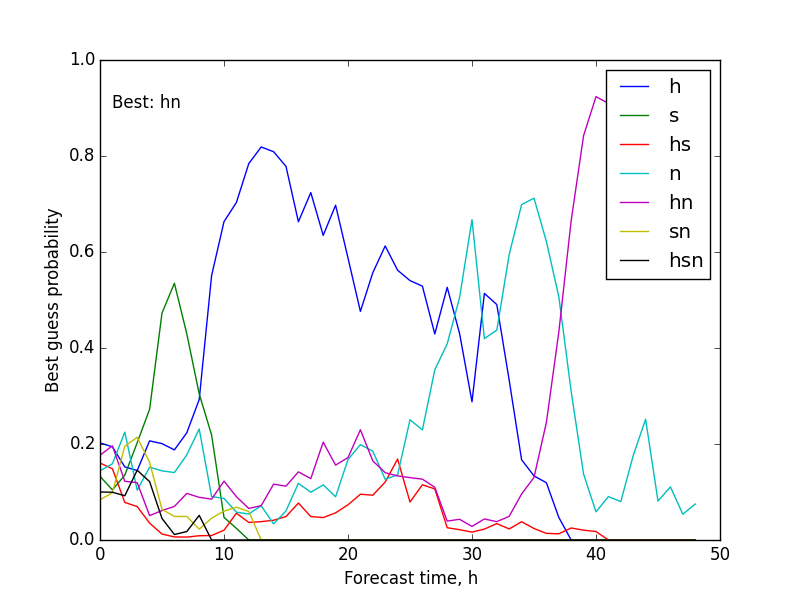 Best: hn
h
s
hs
n
hn
sn
hsn
Best guess probability
1.0
0.8
0.6
0.4
0.2
0.0
0
10
20
30
40
50
Forecast time, h